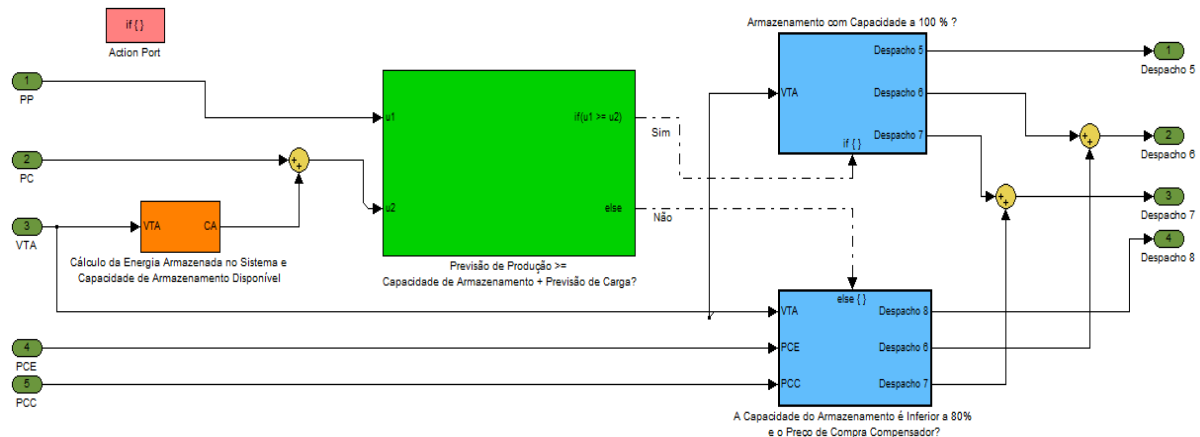 if { }
Action Port
1
PP
2
PC
3
VTA
VTA
CA
Cálculo da Energia Armazenada no Sistema e
Capacidade de Armazenamento Disponível
+
+
u1
u2
if(u1 >= u2)
else
Previsão de Produção >=
Capacidade de Armazenamento + Previsão de Carga?
Sim
Não
Armazenamento com Capacidade a 100 % ?
VTA
Despacho 5
Despacho 6
Despacho 7
if { }
else { }
VTA
PCE
PCC
Despacho 8
Despacho 6
Despacho 7
A Capacidade do Armazenamento é Inferior a 80%
e o Preço de Compra Compensador?
4
PCE
5
PCC
+
+
+
+
1
Despacho 5
2
Despacho 6
3
Despacho 7
4
Despacho 8